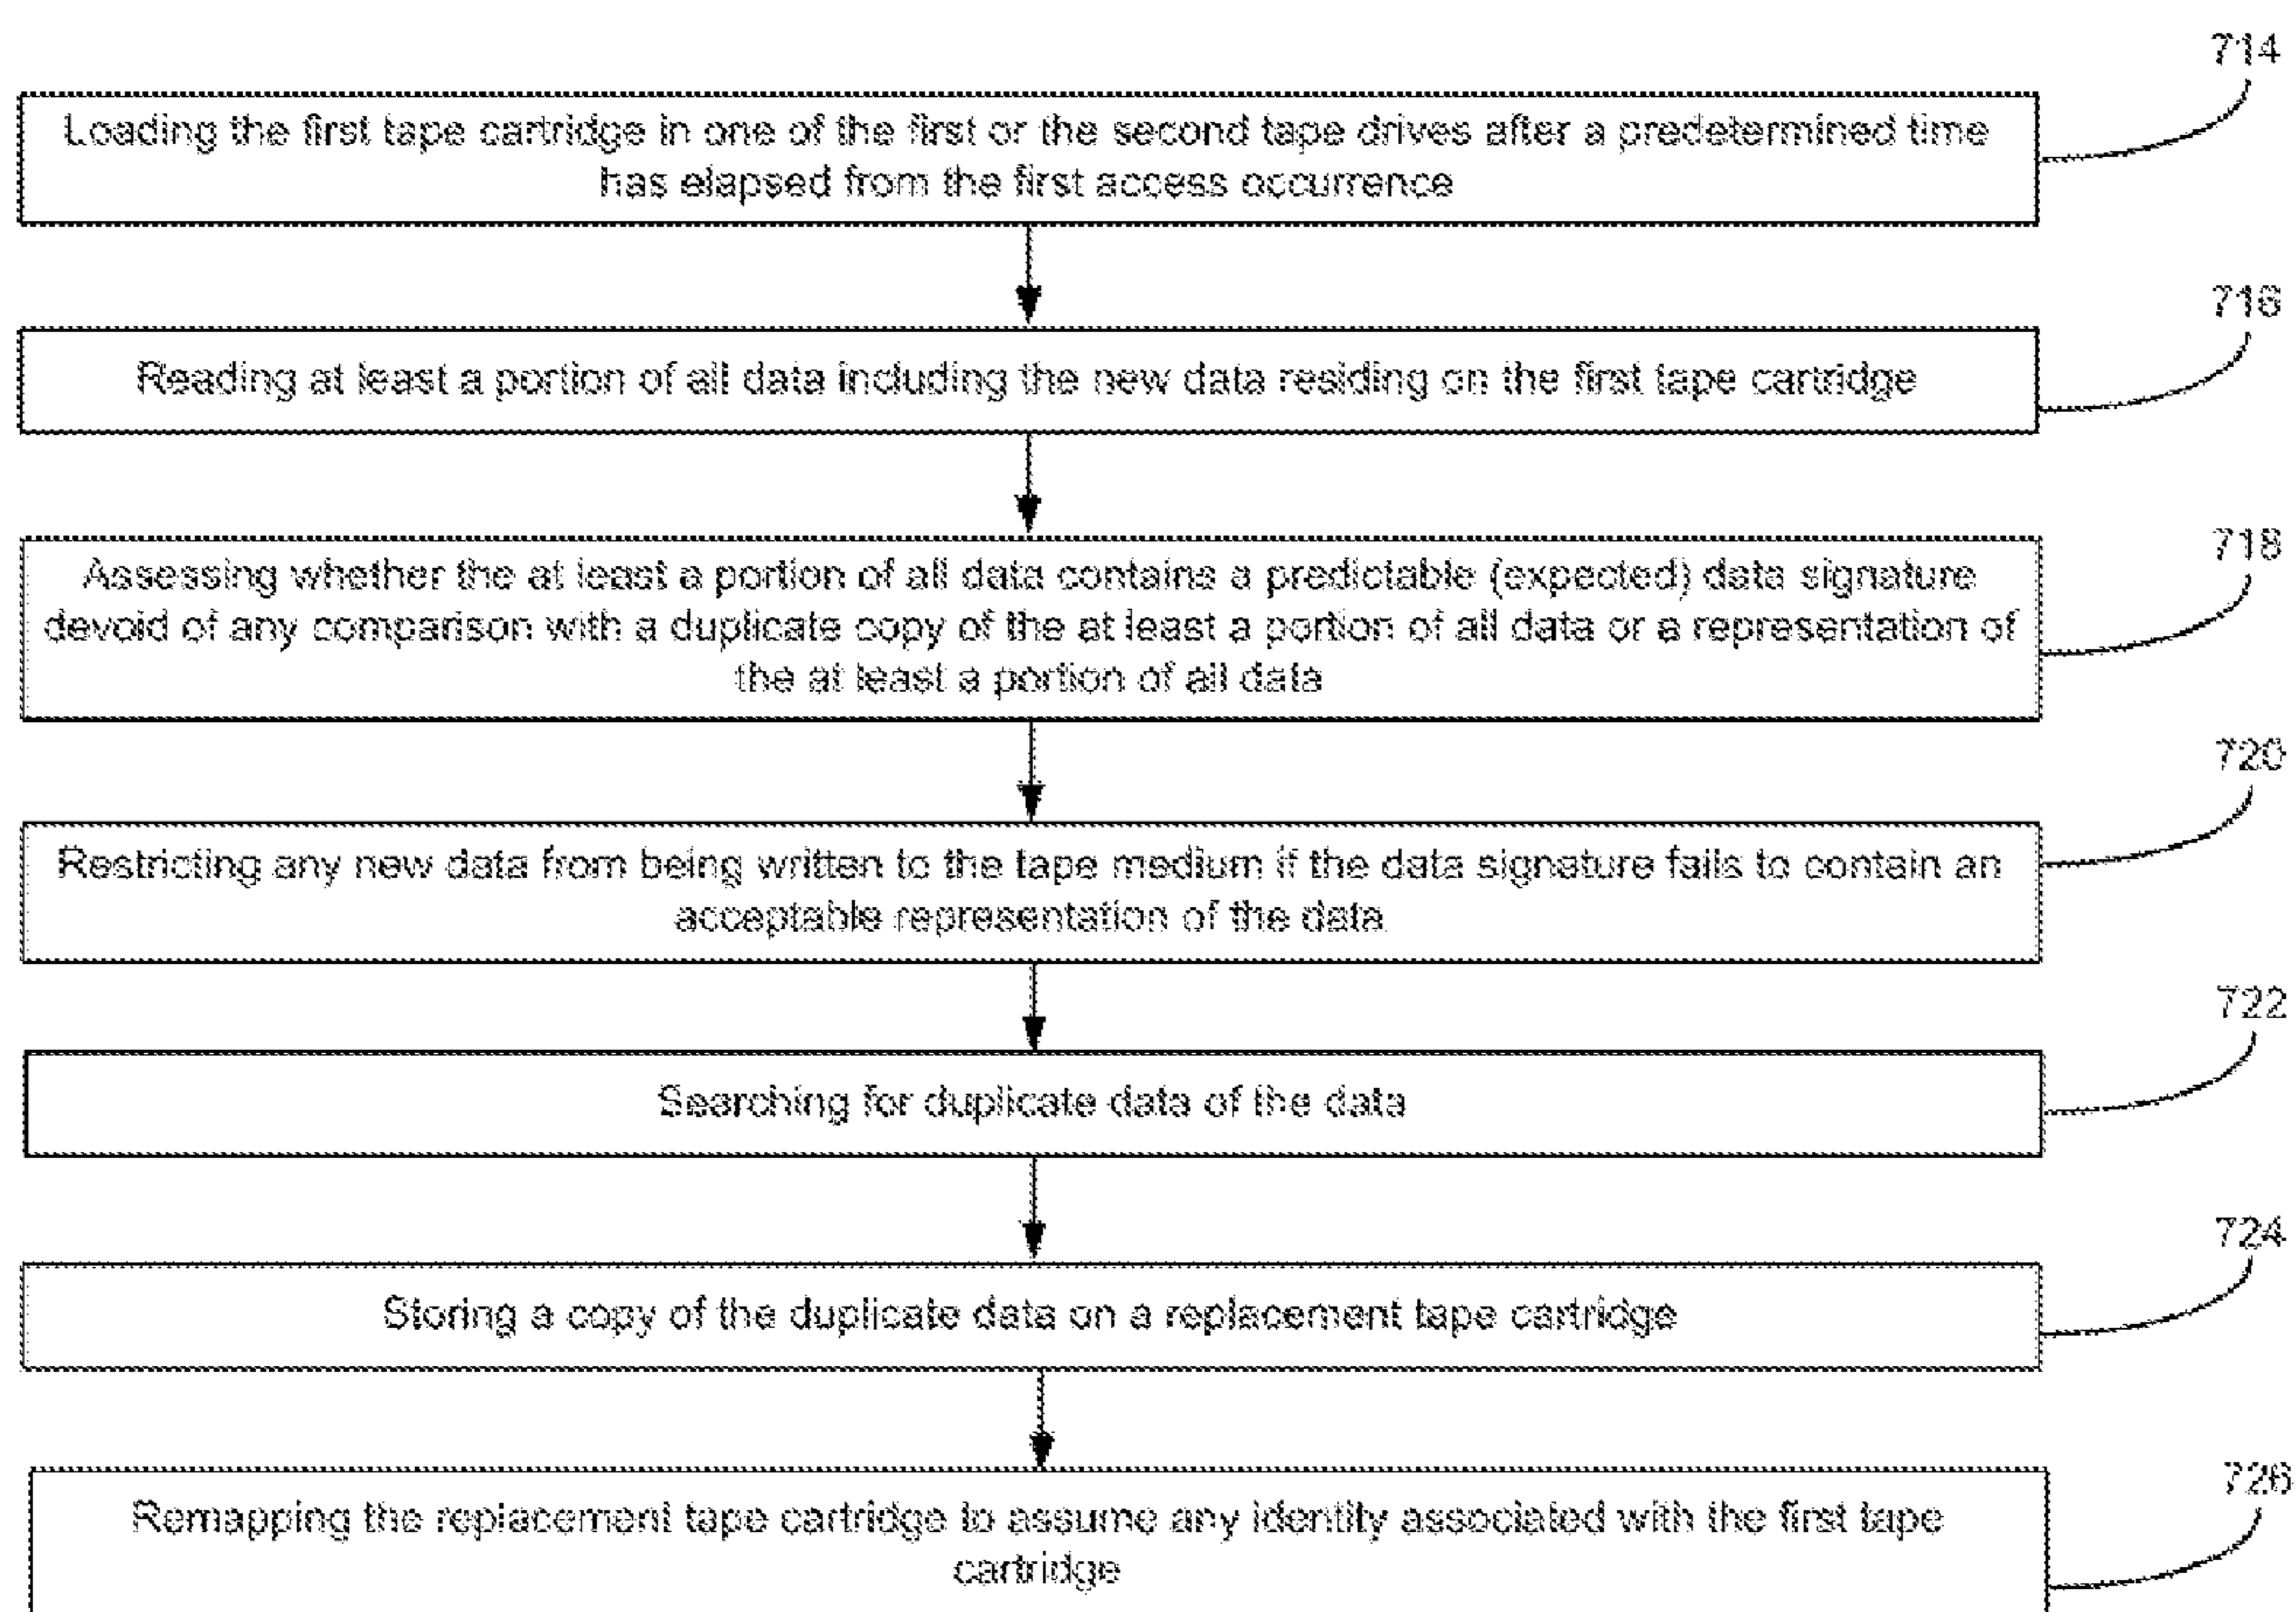 714
Loading the first tape cartridge in one of the first or the second tape drives after a predetermined time
has elapsed from the first access occurrence
716
Reading at least a portion of all data including the new data residing on the first tape cartridge
718
Assessing whether the at least a portion of all data contains a predictable (expected) data signature
devoid of any comparison with a duplicate copy of the at least a portion of all data or a representation of
the at least a portion of all data
720
Restricting any new data from being written to the tape medium if the data signature fails to contain an
acceptable representation of the data
722
Searching for duplicate data of the data
724
Storing a copy of the duplicate data on a replacement tape cartridge
726
Remapping the replacement tape cartridge to assume any identity associated with the first tape
cartridge